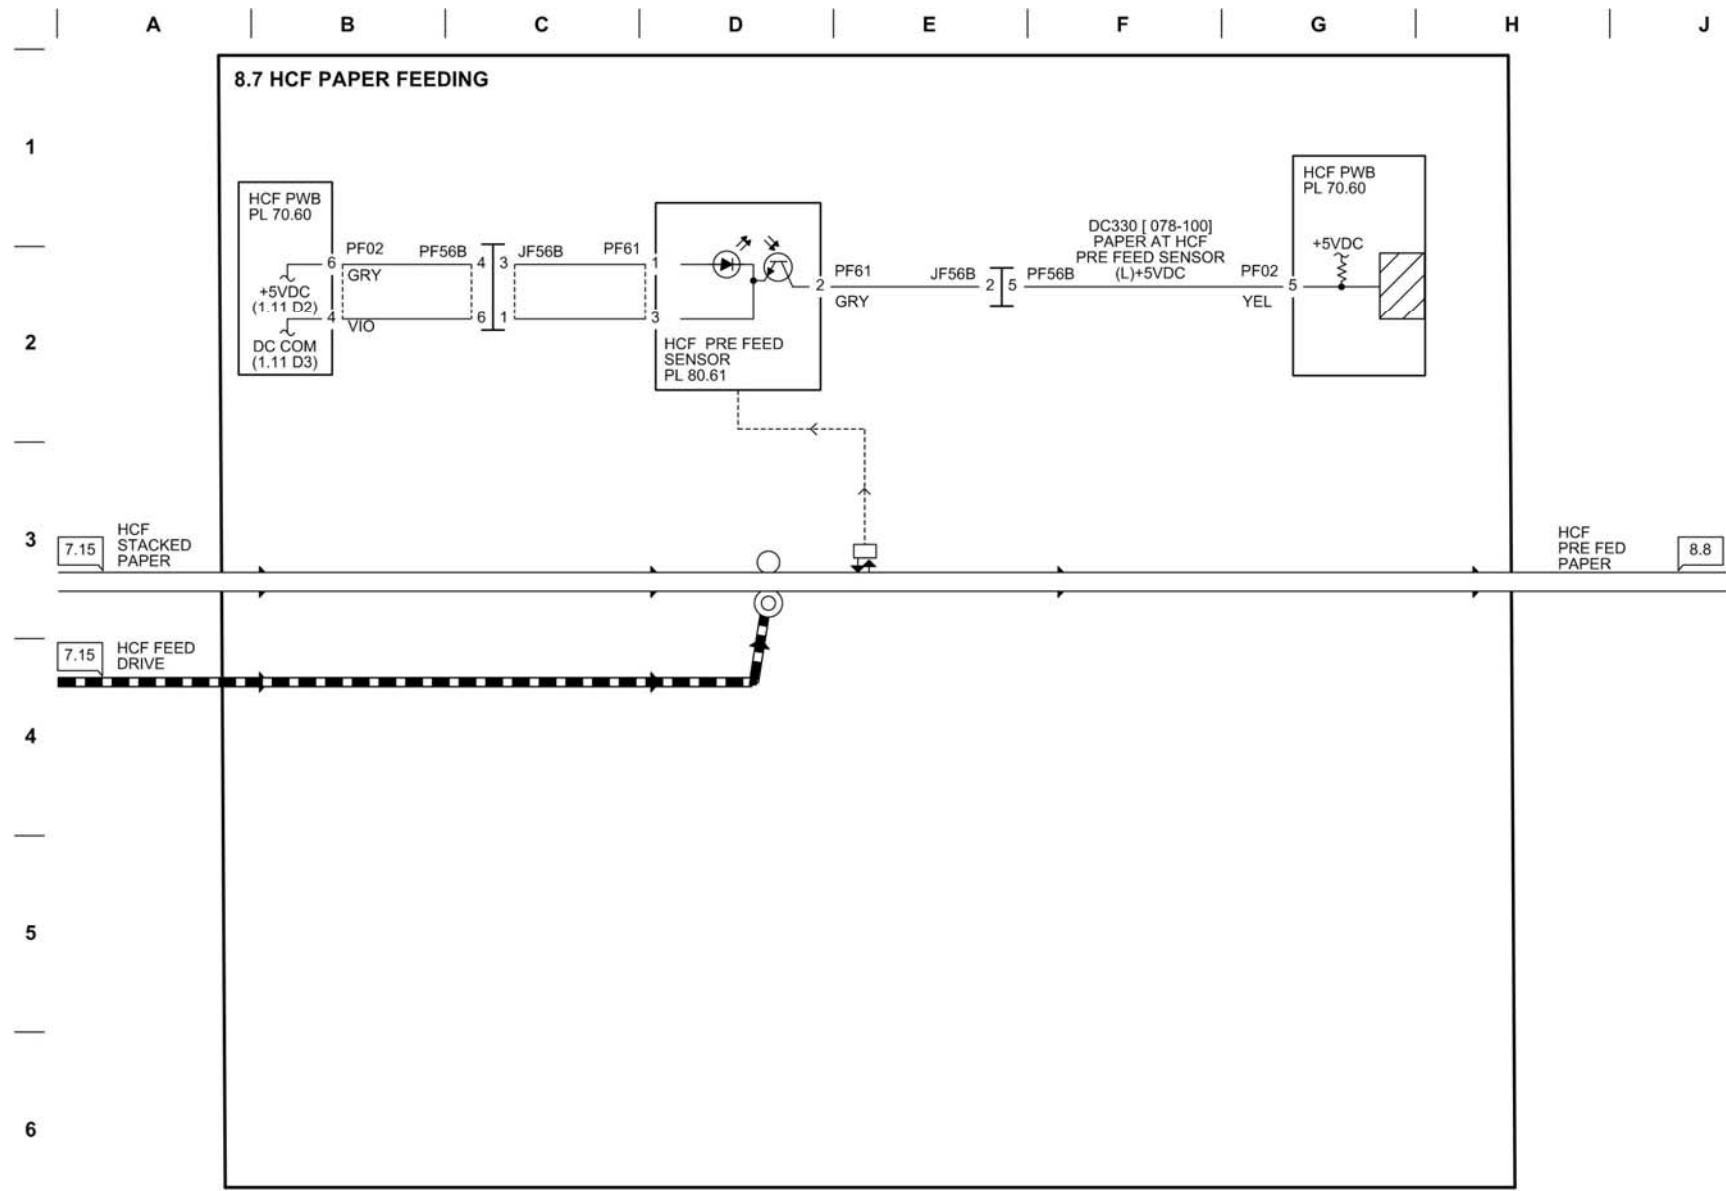 A B C D E F G H J
8.7 HCF PAPER FEEDING
1
HCF PWB
PL 70.60
HCF PWB
PL 70.60
DC330 [ 078-100]
PAPER AT HCF
PRE FEED SENSOR
(L)+5VDC
+5VDC
6 PF02 PF56B 4 3 JF56B PF61 1
GRY
+5VDC
(1.11 D2)
4 VIO 6 1 3
DC COM
(1.11 D3)
2 PF61 JF56B 2 5 PF56B PF02 5
GRY YEL
2
HCF PRE FEED
SENSOR
PL 80.61
3
7.15 HCF
STACKED
PAPER
HCF
PRE FED
PAPER
8.8
7.15 HCF FEED
DRIVE
4
5
6